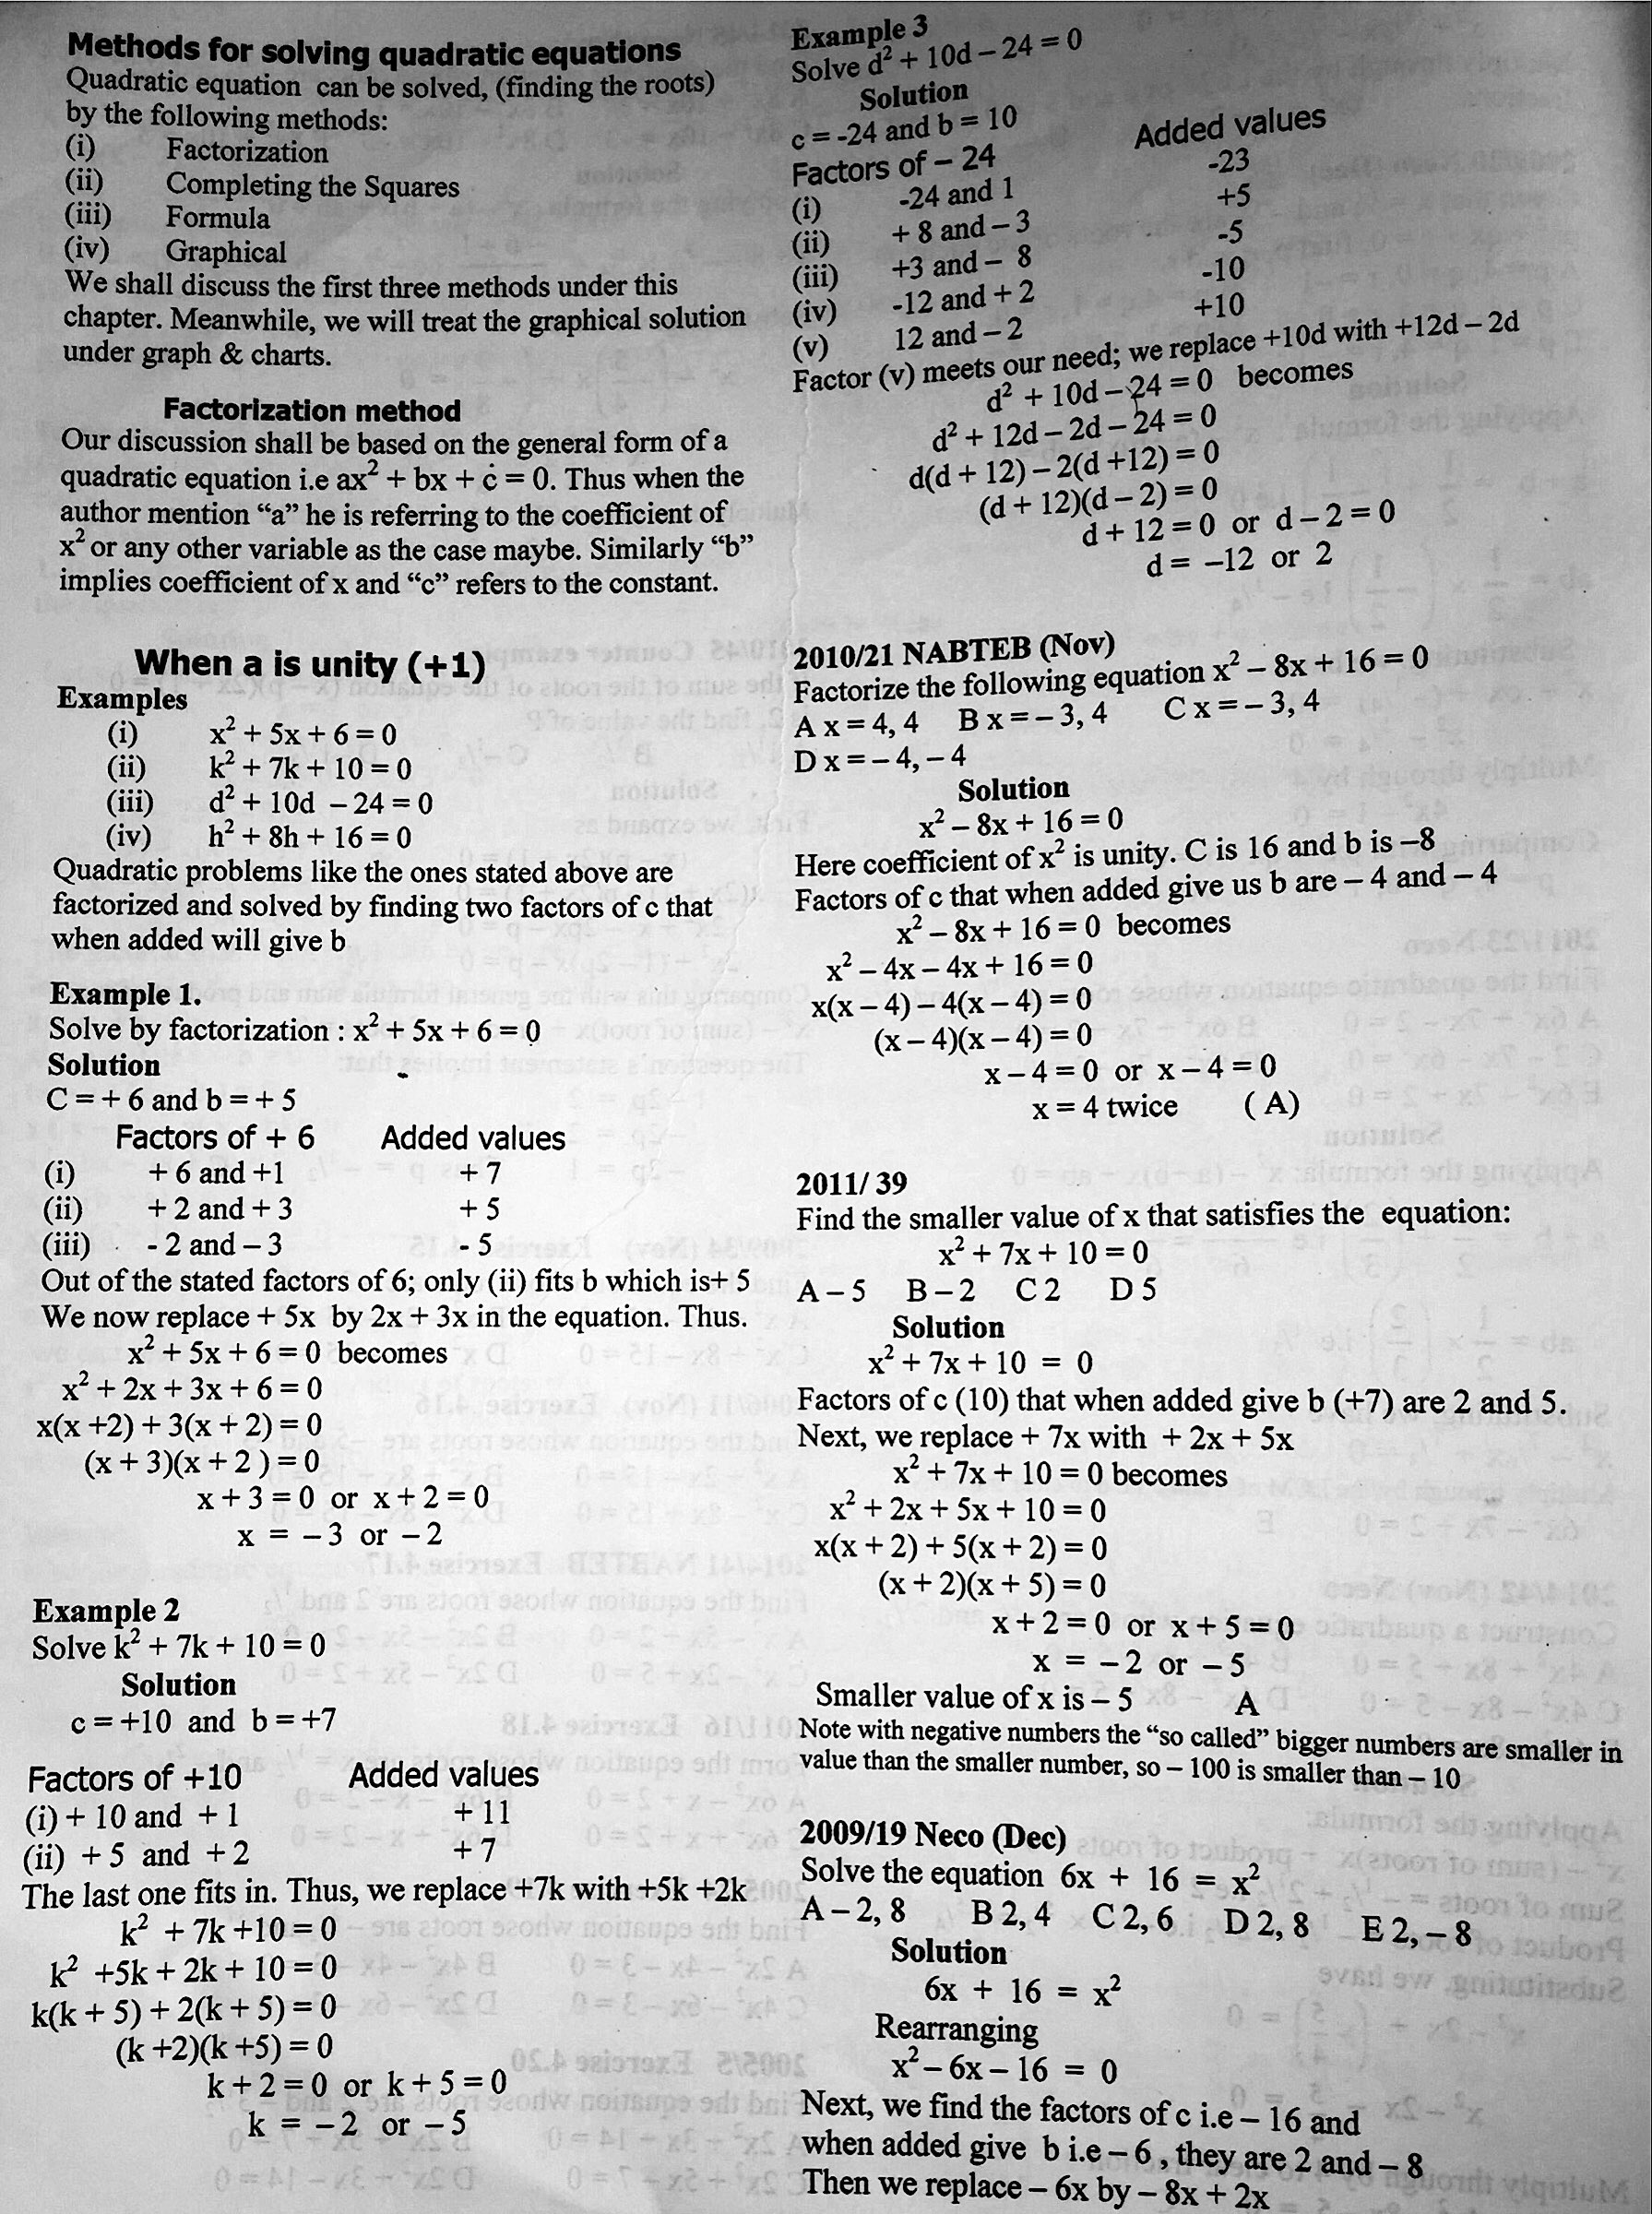 Methods for solving quadratic equations
Quadratic equation can be solved, (finding the roots)
by the following methods:
(i) Factorization
(ii) Completing the Squares
(iii) Formula
(iv) Graphical
We shall discuss the first three methods under this
chapter. Meanwhile, we will treat the graphical solution
under graph & charts.
Factorization method
Our discussion shall be based on the general form of a
quadratic equation i.e ax² + bx + c = 0. Thus when the
author mention “a” he is referring to the coefficient of
x² or any other variable as the case maybe. Similarly “b”
implies coefficient of x and “c” refers to the constant.
When a is unity (+1)
Examples
(i) x² + 5x + 6 = 0
(ii) k² + 7k + 10 = 0
(iii) d² + 10d – 24 = 0
(iv) h² + 8h + 16 = 0
Quadratic problems like the ones stated above are
factorized and solved by finding two factors of c that
when added will give b
Example 1.
Solve by factorization : x² + 5x + 6 = 0
Solution
C = + 6 and b = + 5
Factors of + 6 Added values
(i) + 6 and +1 + 7
(ii) + 2 and + 3 + 5
(iii) - 2 and – 3 - 5
Out of the stated factors of 6; only (ii) fits b which is+ 5
We now replace + 5x by 2x + 3x in the equation. Thus.
x² + 5x + 6 = 0 becomes
x² + 2x + 3x + 6 = 0
x(x +2) + 3(x + 2) = 0
(x + 3)(x + 2 ) = 0
x + 3 = 0 or x + 2 = 0
x = – 3 or – 2
Example 2
Solve k² + 7k + 10 = 0
Solution
c = +10 and b = +7
Factors of +10 Added values
(i) + 10 and + 1 + 11
(ii) + 5 and + 2 + 7
The last one fits in. Thus, we replace +7k with +5k +2k
k² + 7k +10 = 0
k² +5k + 2k + 10 = 0
k(k + 5) + 2(k + 5) = 0
(k +2)(k +5) = 0
k + 2 = 0 or k + 5 = 0
k = – 2 or – 5
Example 3
Solve d² + 10d – 24 = 0
Solution
c = -24 and b = 10
Factors of – 24 Added values
(i) -24 and 1 -23
(ii) + 8 and – 3 +5
(iii) +3 and – 8 -5
(iv) -12 and + 2 -10
(v) 12 and – 2 +10
Factor (v) meets our need; we replace +10d with +12d – 2d
d² + 10d – 24 = 0 becomes
d² + 12d – 2d – 24 = 0
d(d + 12) – 2(d +12) = 0
(d + 12)(d – 2) = 0
d + 12 = 0 or d – 2 = 0
d = –12 or 2
2010/21 NABTEB (Nov)
Factorize the following equation x² – 8x + 16 = 0
A x = 4, 4 B x = – 3, 4 C x = – 3, 4
D x = – 4, – 4
Solution
x² – 8x + 16 = 0
Here coefficient of x² is unity. C is 16 and b is –8
Factors of c that when added give us b are – 4 and – 4
x² – 8x + 16 = 0 becomes
x² – 4x – 4x + 16 = 0
x(x – 4) – 4(x – 4) = 0
(x – 4)(x – 4) = 0
x – 4 = 0 or x – 4 = 0
x = 4 twice ( A)
2011/ 39
Find the smaller value of x that satisfies the equation:
x² + 7x + 10 = 0
A – 5 B – 2 C 2 D 5
Solution
x² + 7x + 10 = 0
Factors of c (10) that when added give b (+7) are 2 and 5.
Next, we replace + 7x with + 2x + 5x
x² + 7x + 10 = 0 becomes
x² + 2x + 5x + 10 = 0
x(x + 2) + 5(x + 2) = 0
(x + 2)(x + 5) = 0
x + 2 = 0 or x + 5 = 0
x = – 2 or – 5
Smaller value of x is – 5 A
Note with negative numbers the “so called” bigger numbers are smaller in
value than the smaller number, so – 100 is smaller than – 10
2009/19 Neco (Dec)
Solve the equation 6x + 16 = x²
A – 2, 8 B 2, 4 C 2, 6 D 2, 8 E 2, – 8
Solution
6x + 16 = x²
Rearranging
x² – 6x – 16 = 0
Next, we find the factors of c i.e – 16 and
when added give b i.e – 6 , they are 2 and – 8
Then we replace – 6x by – 8x + 2x